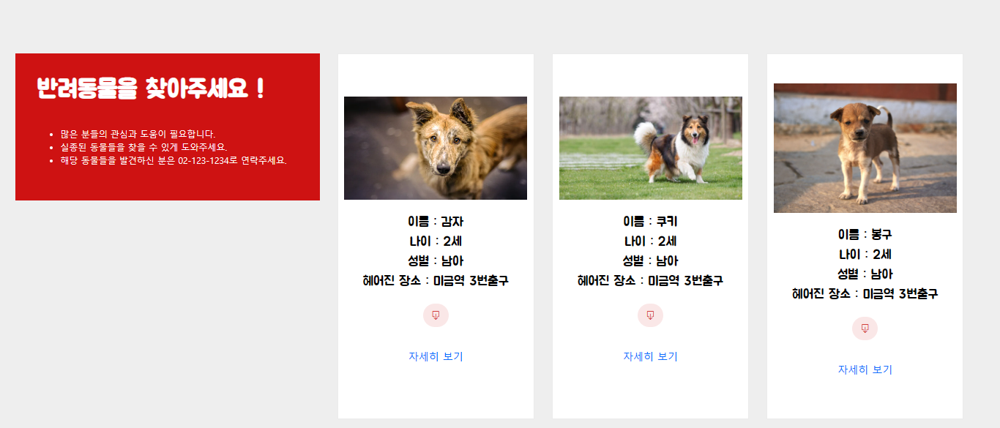 반려동물을 찾아주세요 !
많은 분들의 관심과 도움이 필요합니다.
실종된 동물들을 찾을 수 있게 도와주세요.
해당 동물들을 발견하신 분은 02-123-1234로 연락주세요.
이름 : 감자
나이 : 2세
성별 : 남아
헤어진 장소 : 미금역 3번출구
자세히 보기
이름 : 쿠키
나이 : 2세
성별 : 남아
헤어진 장소 : 미금역 3번출구
자세히 보기
이름 : 봉구
나이 : 2세
성별 : 남아
헤어진 장소 : 미금역 3번출구
자세히 보기